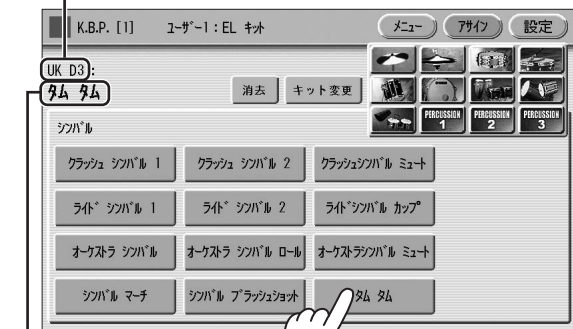 K.B.P. [1] ユーザー1：EL キット メニュー アサイン 設定
UK D3 :
タム タム
消去 キット変更
PERCUSSION 1 PERCUSSION 2 PERCUSSION 3
シンバル
クラッシュ シンバル 1 クラッシュ シンバル 2 クラッシュシンバル ミュート
ライド シンバル 1 ライド シンバル 2 ライドシンバル カップ
オーケストラ シンバル オーケストラ シンバル ロール オーケストラシンバル ミュート
シンバル マーチ シンバル ブラッシュショット タム タム